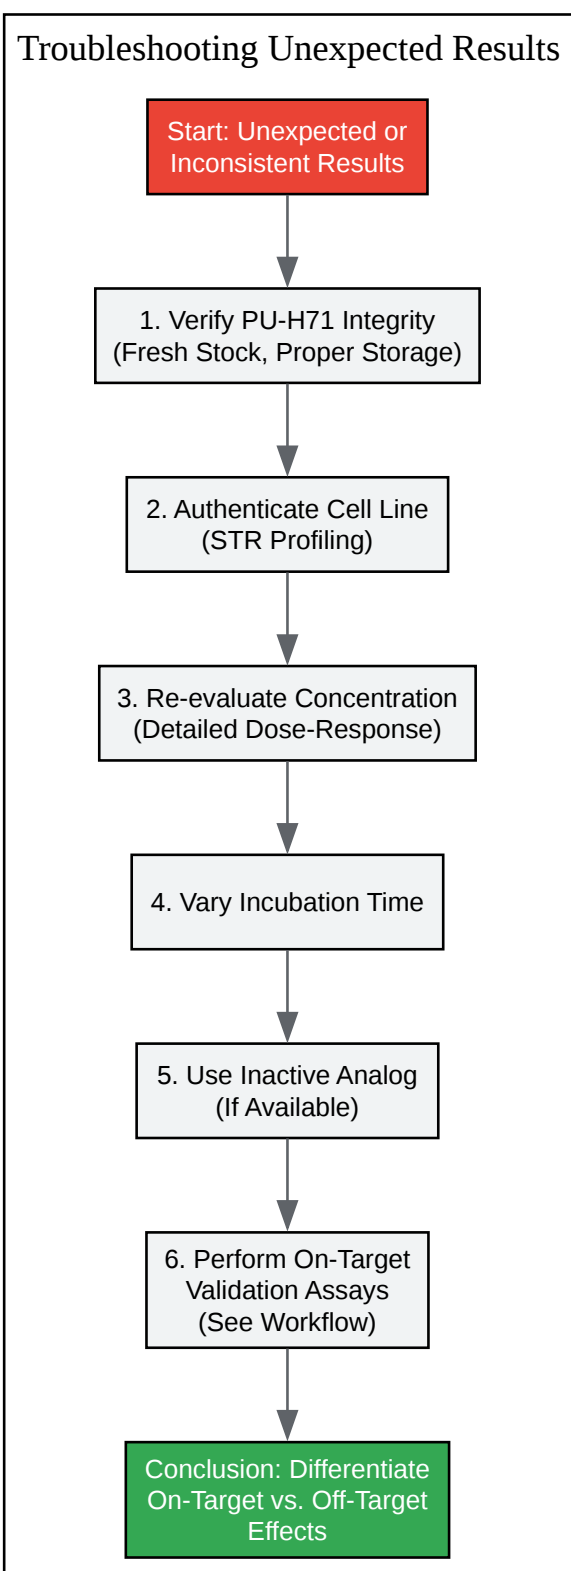 Troubleshooting Unexpected Results
Start: Unexpected or
Inconsistent Results
1. Verify PU-H71 Integrity
(Fresh Stock, Proper Storage)
2. Authenticate Cell Line
(STR Profiling)
3. Re-evaluate Concentration
(Detailed Dose-Response)
4. Vary Incubation Time
5. Use Inactive Analog
(If Available)
6. Perform On-Target
Validation Assays
(See Workflow)
Conclusion: Differentiate
On-Target vs. Off-Target
Effects